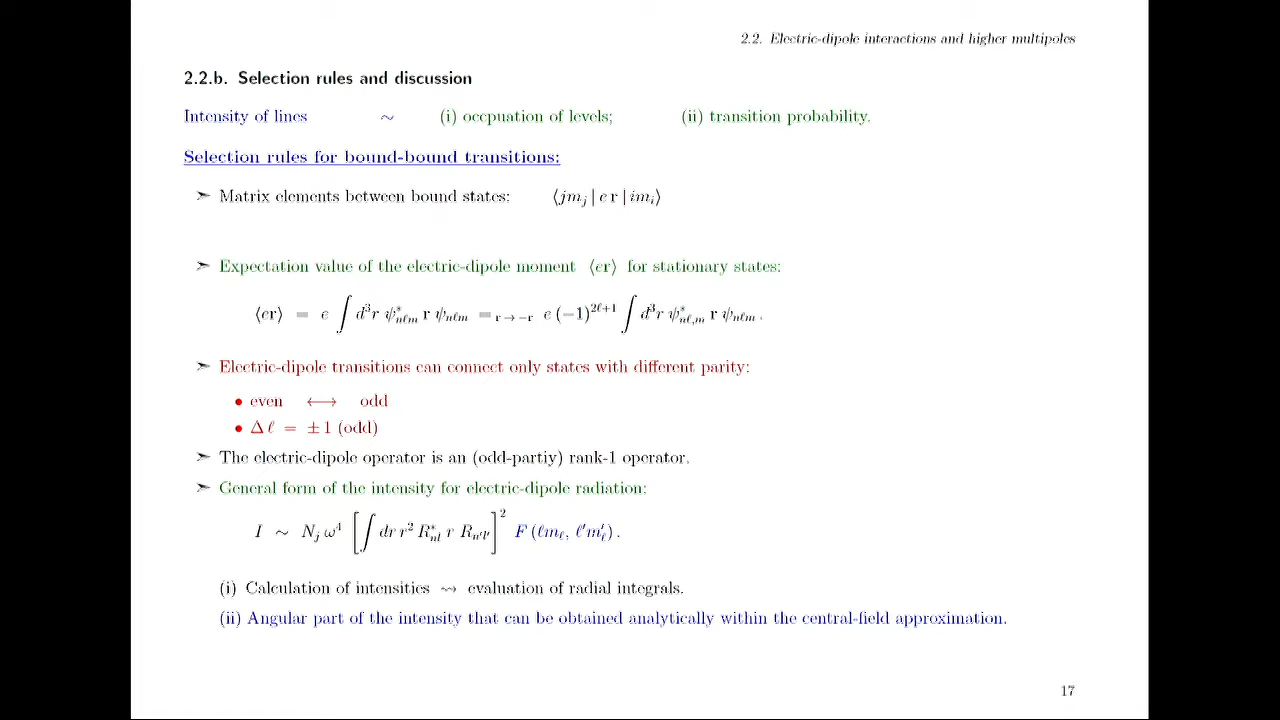 2.2. Electric-dipole interactions and higher multipoles
2.2.b. Selection rules and discussion
Intensity of lines ∼ (i) occpuation of levels; (ii) transition probability.
Selection rules for bound-bound transitions:
➣ Matrix elements between bound states: ⟨jm_j | e r | im_i⟩
➣ Expectation value of the electric-dipole moment ⟨er⟩ for stationary states:
⟨er⟩ = e ∫ d³r ψ*_{nℓm} r ψ_{nℓm} =_{r → −r} e (−1)^{2ℓ+1} ∫ d³r ψ*_{nℓ,m} r ψ_{nℓm} .
➣ Electric-dipole transitions can connect only states with different parity:
• even ⟷ odd
• Δ ℓ = ± 1 (odd)
➣ The electric-dipole operator is an (odd-partiy) rank-1 operator.
➣ General form of the intensity for electric-dipole radiation:
I ∼ N_j ω⁴ [ ∫ dr r² R*_{nl} r R_{n′l′} ]² F (ℓm_ℓ, ℓ′m′_ℓ) .
(i) Calculation of intensities ⇝ evaluation of radial integrals.
(ii) Angular part of the intensity that can be obtained analytically within the central-field approximation.
17